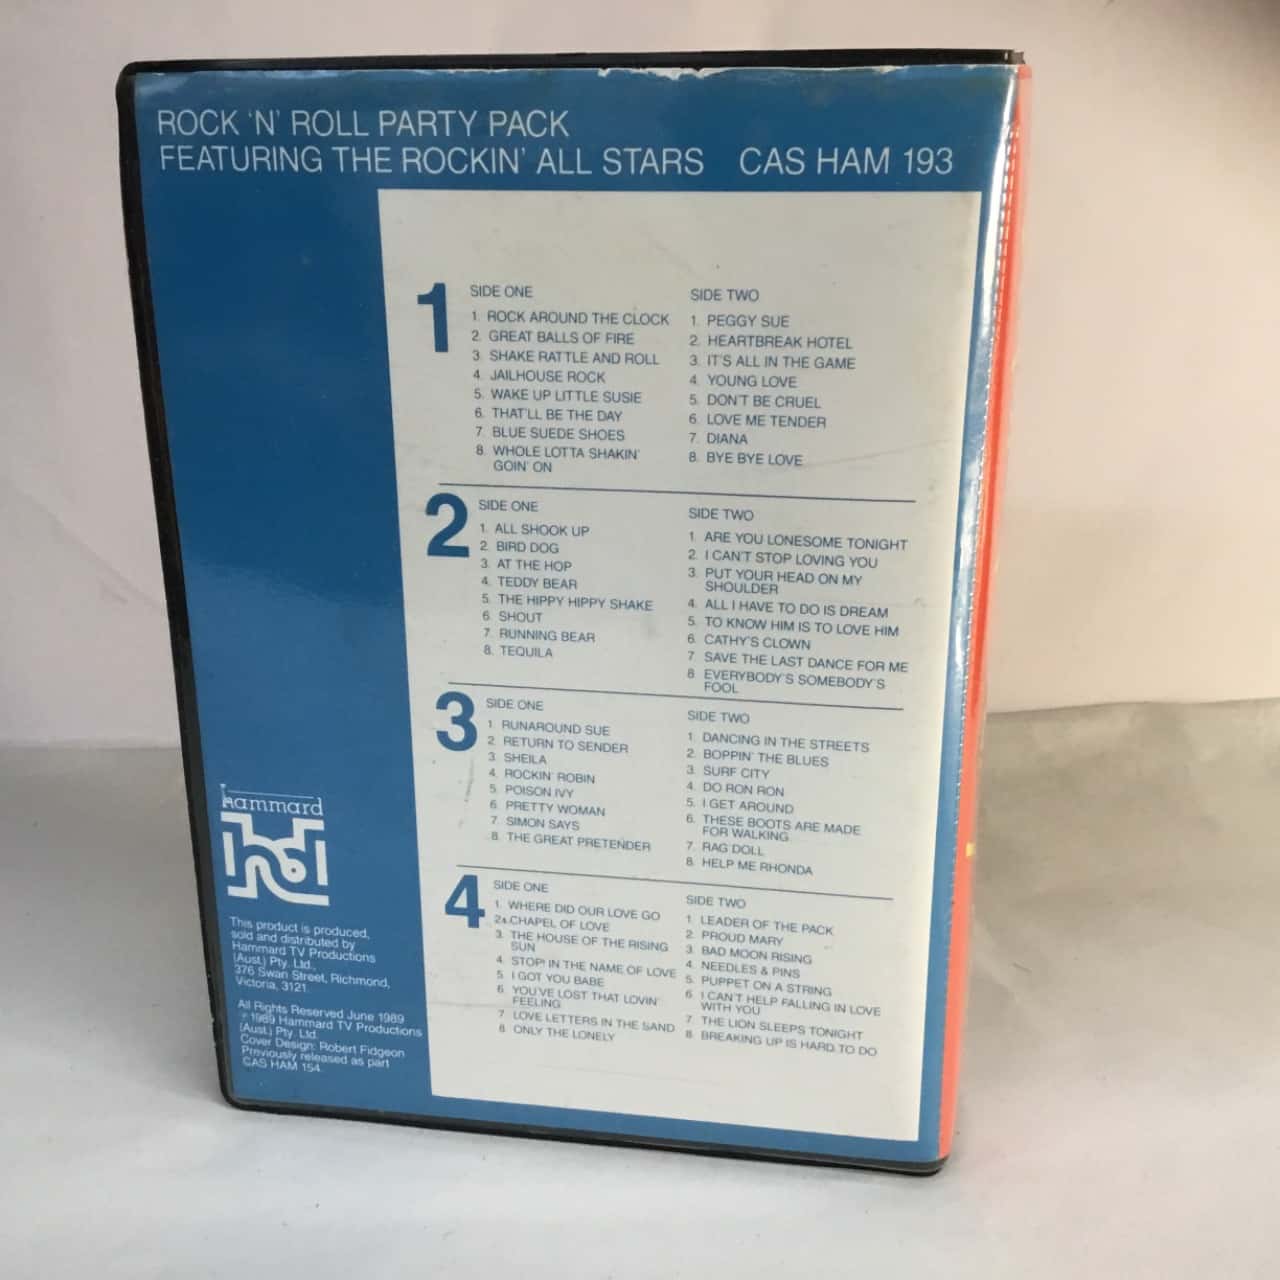 ROCK 'N' ROLL PARTY PACK
FEATURING THE ROCKIN' ALL STARS CAS HAM 193
1
SIDE ONE
1. ROCK AROUND THE CLOCK
2. GREAT BALLS OF FIRE
3. SHAKE RATTLE AND ROLL
4. JAILHOUSE ROCK
5. WAKE UP LITTLE SUSIE
6. THAT'LL BE THE DAY
7. BLUE SUEDE SHOES
8. WHOLE LOTTA SHAKIN'
GOIN' ON
SIDE TWO
1. PEGGY SUE
2. HEARTBREAK HOTEL
3. IT'S ALL IN THE GAME
4. YOUNG LOVE
5. DON'T BE CRUEL
6. LOVE ME TENDER
7. DIANA
8. BYE BYE LOVE
2
SIDE ONE
1. ALL SHOOK UP
2. BIRD DOG
3. AT THE HOP
4. TEDDY BEAR
5. THE HIPPY HIPPY SHAKE
6. SHOUT
7. RUNNING BEAR
8. TEQUILA
SIDE TWO
1. ARE YOU LONESOME TONIGHT
2. I CAN'T STOP LOVING YOU
3. PUT YOUR HEAD ON MY
SHOULDER
4. ALL I HAVE TO DO IS DREAM
5. TO KNOW HIM IS TO LOVE HIM
6. CATHY'S CLOWN
7. SAVE THE LAST DANCE FOR ME
8. EVERYBODY'S SOMEBODY'S
FOOL
3
SIDE ONE
1. RUNAROUND SUE
2. RETURN TO SENDER
3. SHEILA
4. ROCKIN' ROBIN
5. POISON IVY
6. PRETTY WOMAN
7. SIMON SAYS
8. THE GREAT PRETENDER
SIDE TWO
1. DANCING IN THE STREETS
2. BOPPIN' THE BLUES
3. SURF CITY
4. DO RON RON
5. I GET AROUND
6. THESE BOOTS ARE MADE
FOR WALKING
7. RAG DOLL
8. HELP ME RHONDA
4
SIDE ONE
1. WHERE DID OUR LOVE GO
2. CHAPEL OF LOVE
3. THE HOUSE OF THE RISING
SUN
4. STOP! IN THE NAME OF LOVE
5. I GOT YOU BABE
6. YOU'VE LOST THAT LOVIN'
FEELING
7. LOVE LETTERS IN THE SAND
8. ONLY THE LONELY
SIDE TWO
1. LEADER OF THE PACK
2. PROUD MARY
3. BAD MOON RISING
4. NEEDLES & PINS
5. PUPPET ON A STRING
6. I CAN'T HELP FALLING IN LOVE
WITH YOU
7. THE LION SLEEPS TONIGHT
8. BREAKING UP IS HARD TO DO
hammard
This product is produced,
sold and distributed by
Hammard TV Productions
(Aust.) Pty. Ltd.,
376 Swan Street, Richmond,
Victoria, 3121.
All Rights Reserved June 1989
℗ 1989 Hammard TV Productions
(Aust.) Pty. Ltd
Cover Design: Robert Fidgeon
Previously released as part
CAS HAM 154.